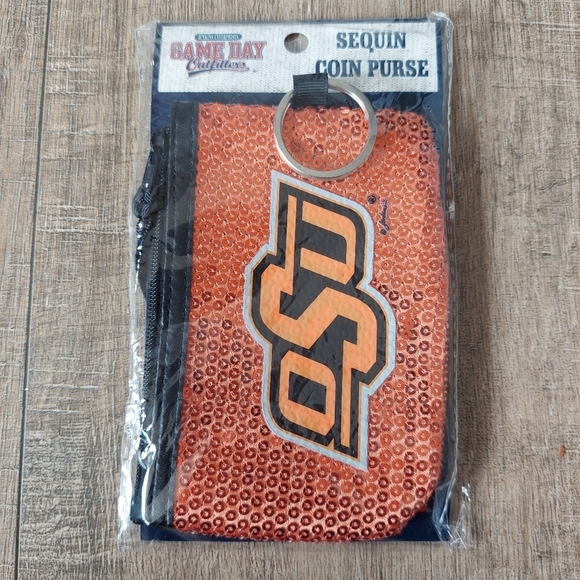 GAME DAY
Outfitters
SEQUIN
COIN PURSE
OSU